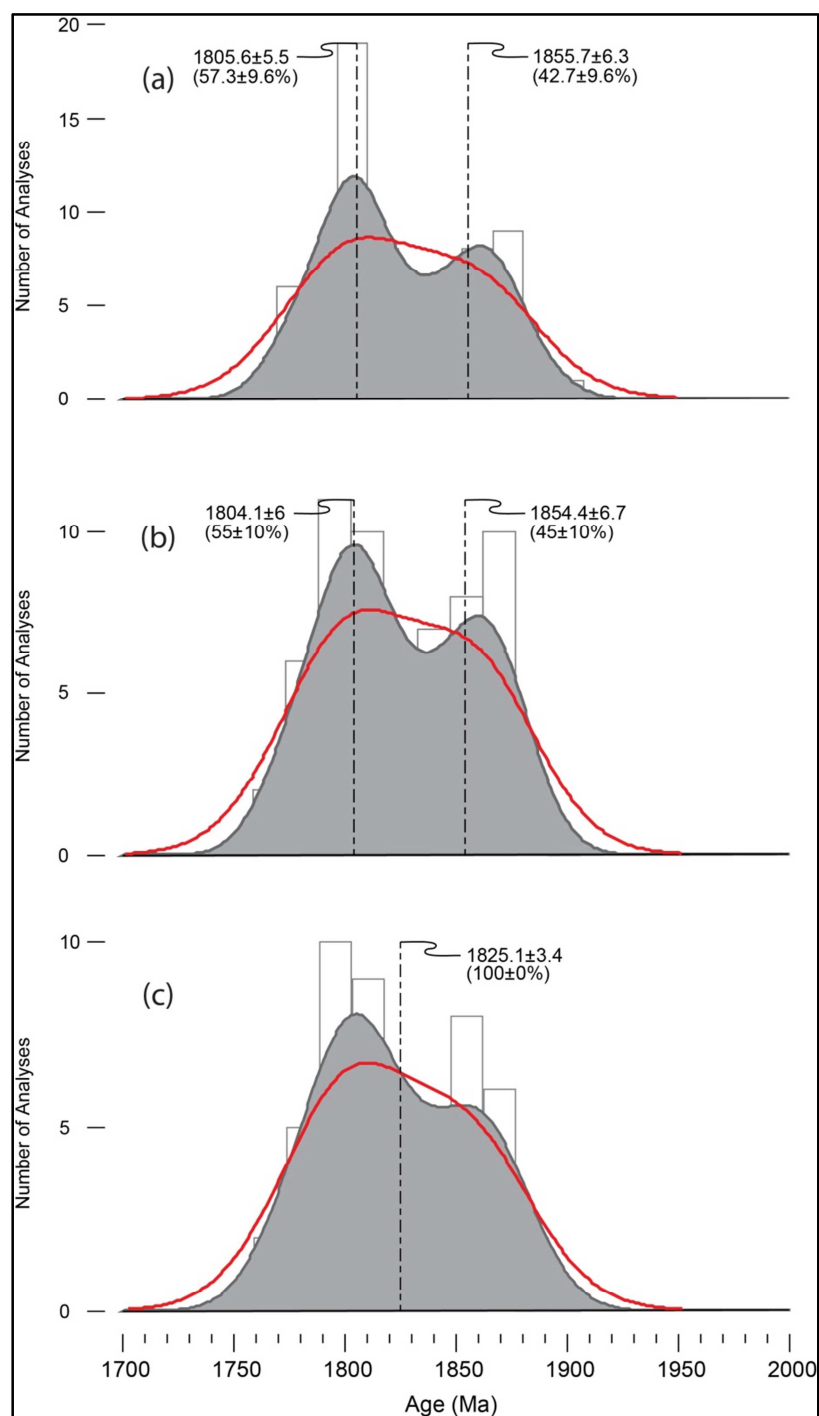 20
15
10
5
0
Number of Analyses
(a)
1805.6±5.5
(57.3±9.6%)
1855.7±6.3
(42.7±9.6%)
10
5
0
Number of Analyses
(b)
1804.1±6
(55±10%)
1854.4±6.7
(45±10%)
10
5
0
Number of Analyses
(c)
1825.1±3.4
(100±0%)
1700 1750 1800 1850 1900 1950 2000
Age (Ma)